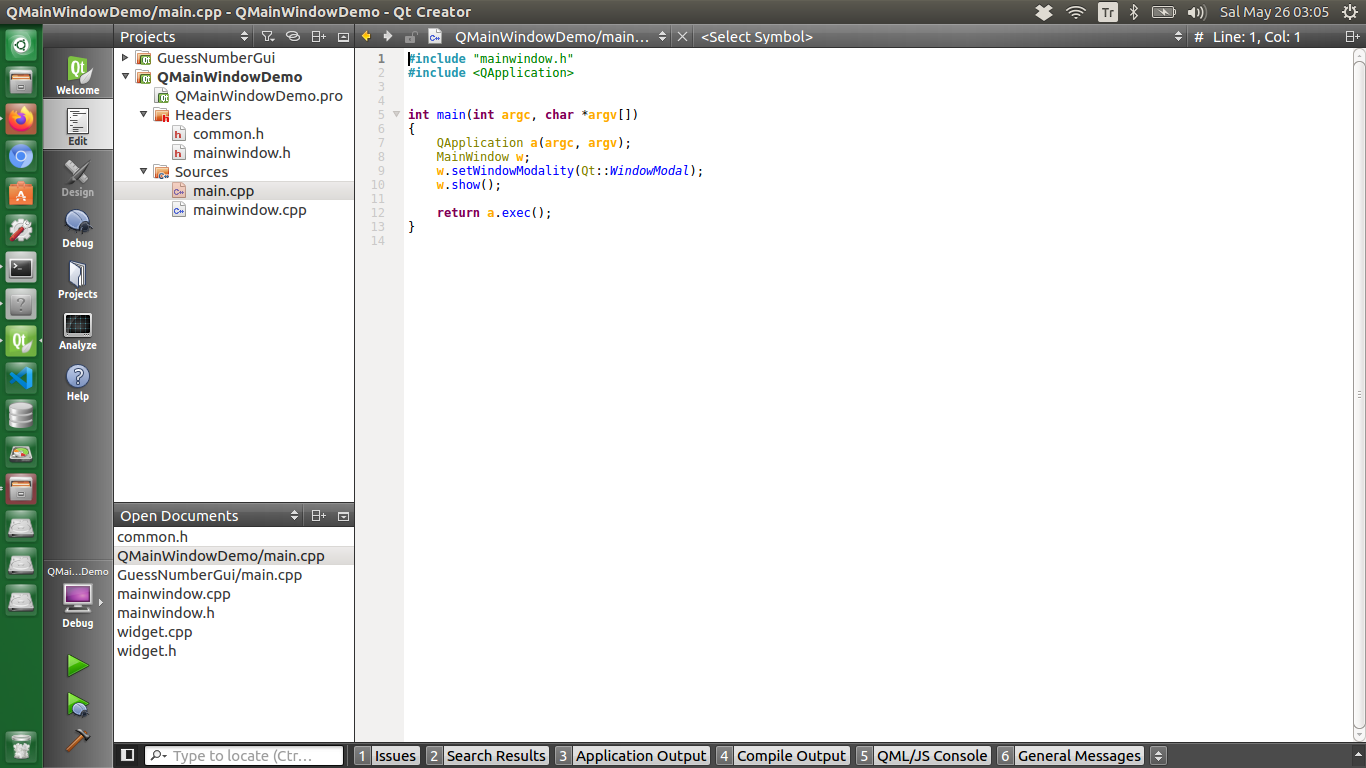 QMainWindowDemo/main.cpp - QMainWindowDemo - Qt Creator
Tr
Sal May 26 03:05
Projects
QMainWindowDemo/main...
<Select Symbol>
#
Line: 1, Col: 1
Qt
Welcome
Edit
Design
Debug
Projects
Analyze
Help
GuessNumberGui
QMainWindowDemo
QMainWindowDemo.pro
Headers
common.h
mainwindow.h
Sources
main.cpp
mainwindow.cpp
1 #include "mainwindow.h"
2 #include <QApplication>
3
4
5 int main(int argc, char *argv[])
6 {
7     QApplication a(argc, argv);
8     MainWindow w;
9     w.setWindowModality(Qt::WindowModal);
10     w.show();
11
12     return a.exec();
13 }
14
Open Documents
common.h
QMainWindowDemo/main.cpp
GuessNumberGui/main.cpp
mainwindow.cpp
mainwindow.h
widget.cpp
widget.h
QMai...Demo
Debug
Type to locate (Ctr...
1 Issues
2 Search Results
3 Application Output
4 Compile Output
5 QML/JS Console
6 General Messages